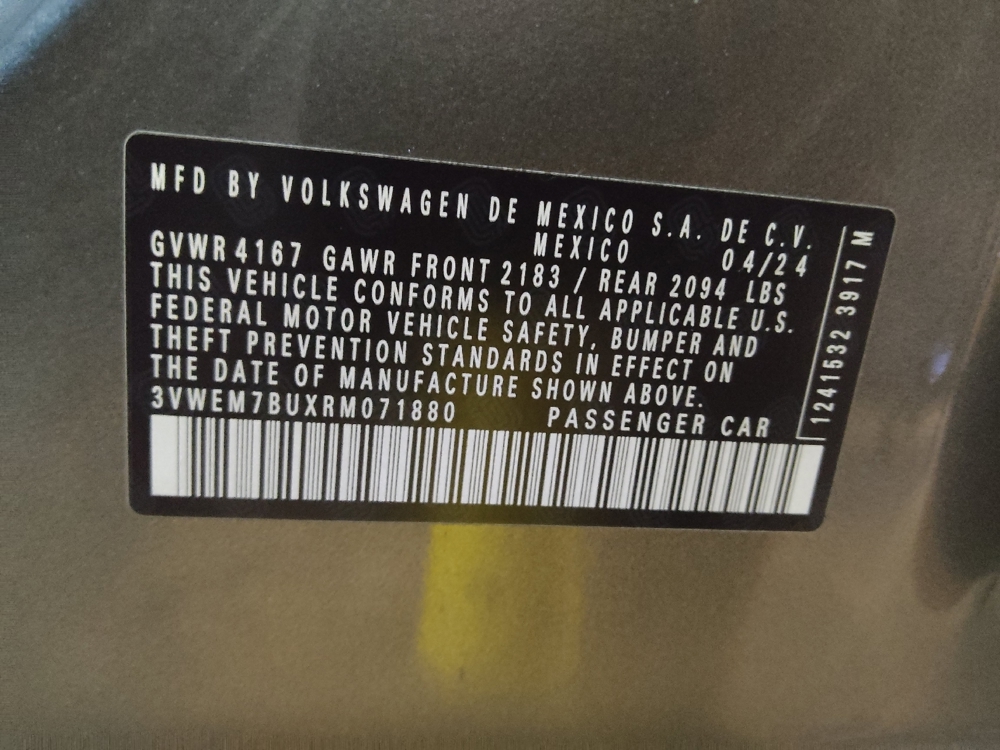 MFD BY VOLKSWAGEN DE MEXICO S.A. DE C.V.
MEXICO 04/24
GVWR 4167 GAWR FRONT 2183 / REAR 2094 LBS
THIS VEHICLE CONFORMS TO ALL APPLICABLE U.S.
FEDERAL MOTOR VEHICLE SAFETY, BUMPER AND
THEFT PREVENTION STANDARDS IN EFFECT ON
THE DATE OF MANUFACTURE SHOWN ABOVE.
3VWEM7BUXRM071880 PASSENGER CAR
1241532 3917 M